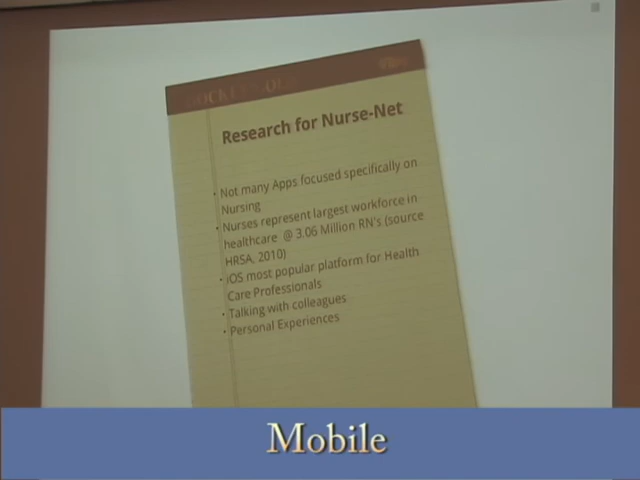 Research for Nurse-Net
• Not many Apps focused specifically on
Nursing
• Nurses represent largest workforce in
healthcare @ 3.06 Million RN's (source
HRSA, 2010)
• iOS most popular platform for Health
Care Professionals
• Talking with colleagues
• Personal Experiences
Mobile